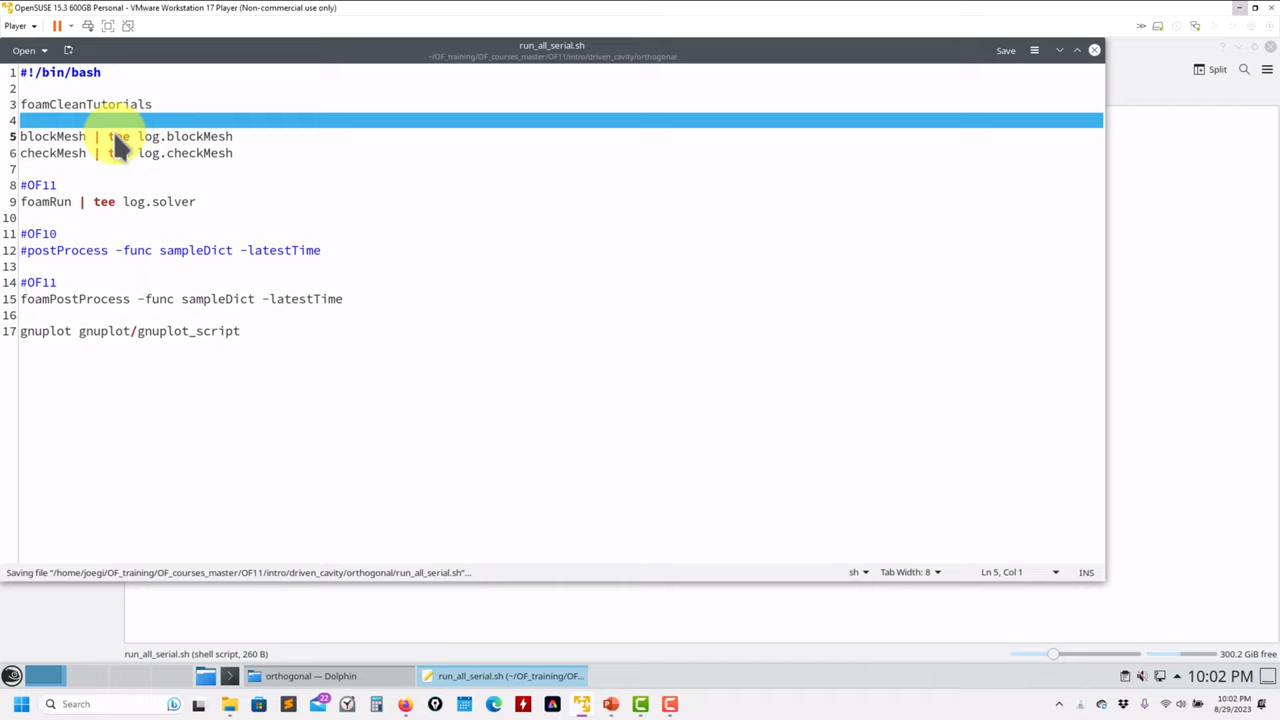 OpenSUSE 15.3 600GB Personal - VMware Workstation 17 Player (Non-commercial use only)
Player
Open
run_all_serial.sh
~/OF_training/OF_courses_master/OF11/intro/driven_cavity/orthogonal
Save
Split
1 #!/bin/bash
2
3 foamCleanTutorials
4
5 blockMesh | tee log.blockMesh
6 checkMesh | t log.checkMesh
7
8 #OF11
9 foamRun | tee log.solver
10
11 #OF10
12 #postProcess -func sampleDict -latestTime
13
14 #OF11
15 foamPostProcess -func sampleDict -latestTime
16
17 gnuplot gnuplot/gnuplot_script
Saving file "/home/joegi/OF_training/OF_courses_master/OF11/intro/driven_cavity/orthogonal/run_all_serial.sh"...
sh
Tab Width: 8
Ln 5, Col 1
INS
run_all_serial.sh (shell script, 260 B)
300.2 GiB free
orthogonal — Dolphin
run_all_serial.sh (~/OF_training/OF...
10:02 PM
Search
22
10:02 PM
8/29/2023